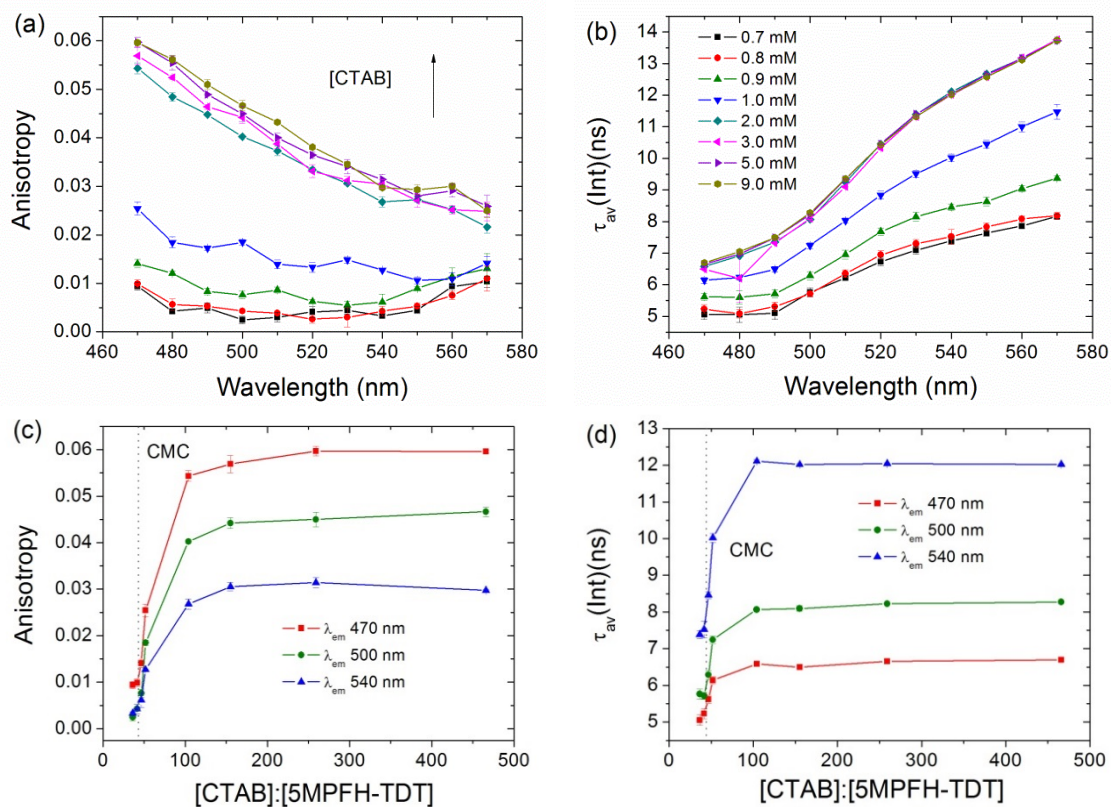 (a)
[CTAB]
Anisotropy
0.06
0.05
0.04
0.03
0.02
0.01
0.00
460 480 500 520 540 560 580
Wavelength (nm)
(b)
τav(Int)(ns)
14
13
12
11
10
9
8
7
6
5
0.7 mM
0.8 mM
0.9 mM
1.0 mM
2.0 mM
3.0 mM
5.0 mM
9.0 mM
460 480 500 520 540 560 580
Wavelength (nm)
(c)
CMC
Anisotropy
0.06
0.05
0.04
0.03
0.02
0.01
0.00
λem 470 nm
λem 500 nm
λem 540 nm
0 100 200 300 400 500
[CTAB]:[5MPFH-TDT]
(d)
τav(Int)(ns)
13
12
11
10
9
8
7
6
5
λem 470 nm
λem 500 nm
λem 540 nm
CMC
0 100 200 300 400 500
[CTAB]:[5MPFH-TDT]